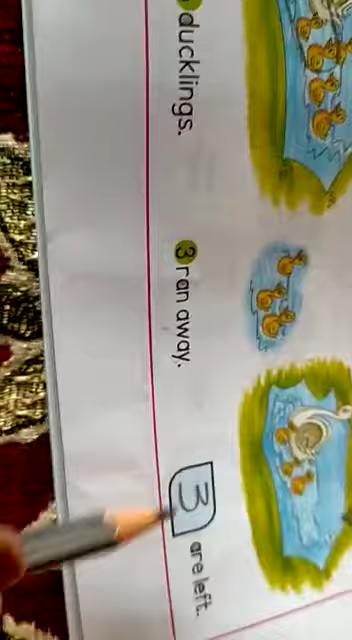 ducklings.
3 ran away.
3 are left.